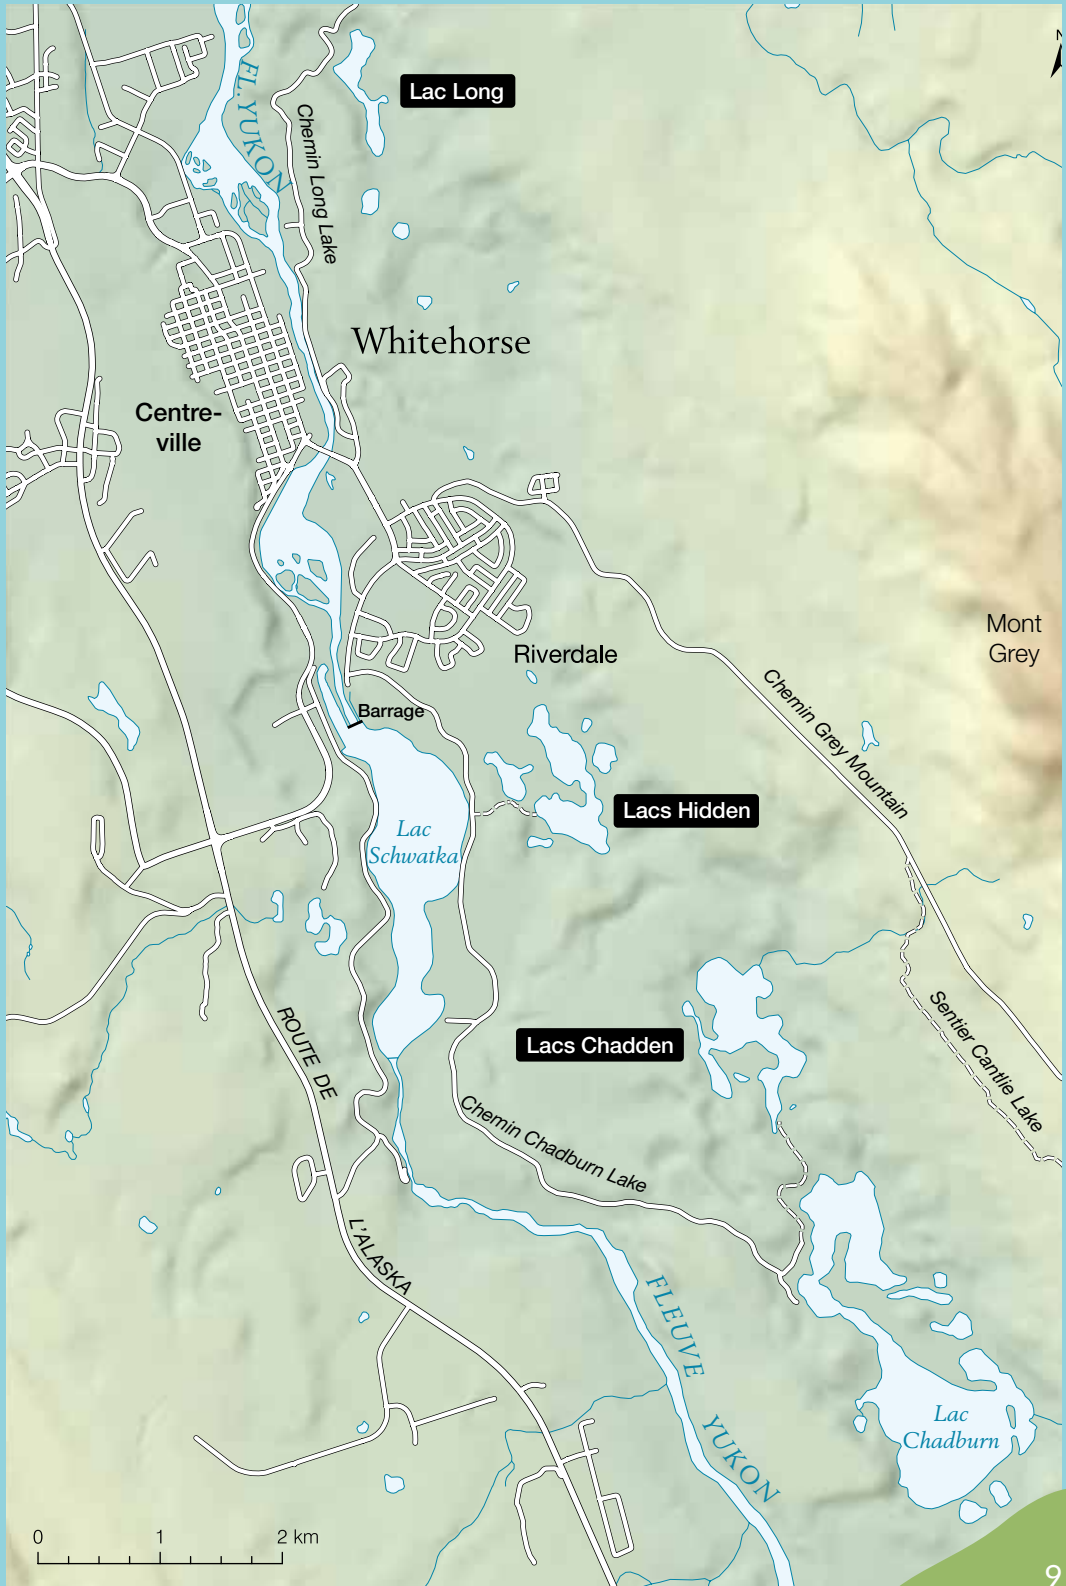 N
Lac Long
FL. YUKON
Chemin Long Lake
Whitehorse
Centre-
ville
Riverdale
Mont
Grey
Barrage
Chemin Grey Mountain
Lacs Hidden
Lac
Schwatka
Sentier Cantlie Lake
ROUTE DE
L'ALASKA
Lacs Chadden
Chemin Chadburn Lake
FLEUVE
YUKON
Lac
Chadburn
0 1 2 km
9